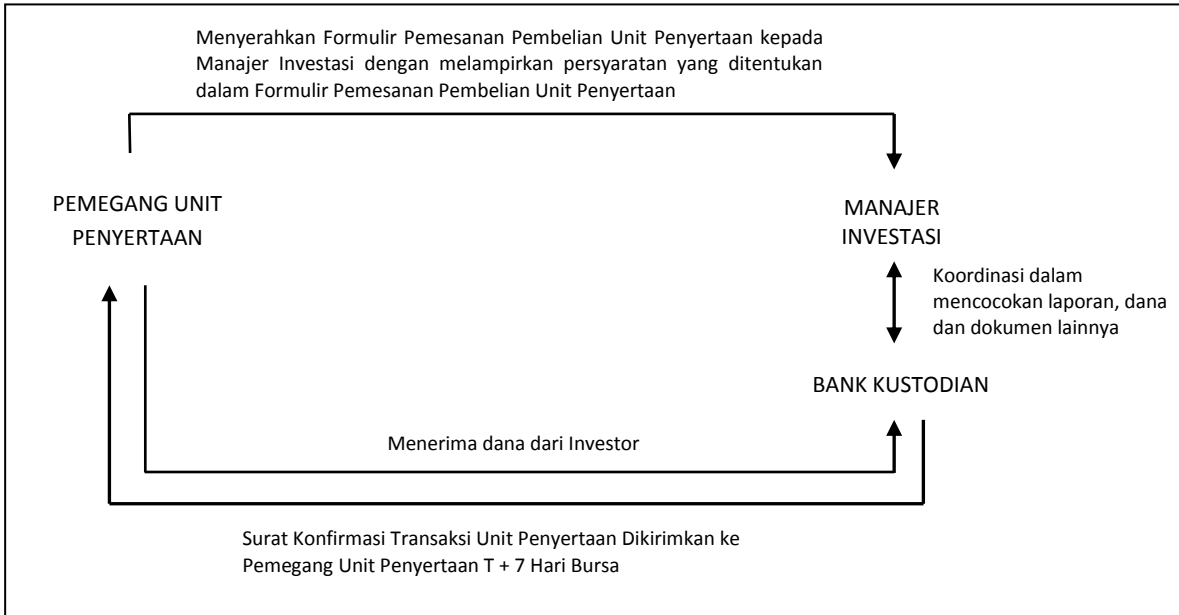 Menyerahkan Formulir Pemesanan Pembelian Unit Penyertaan kepada
Manajer Investasi dengan melampirkan persyaratan yang ditentukan
dalam Formulir Pemesanan Pembelian Unit Penyertaan
PEMEGANG UNIT
PENYERTAAN
MANAJER
INVESTASI
Koordinasi dalam
mencocokan laporan, dana
dan dokumen lainnya
BANK KUSTODIAN
Menerima dana dari Investor
Surat Konfirmasi Transaksi Unit Penyertaan Dikirimkan ke
Pemegang Unit Penyertaan T + 7 Hari Bursa